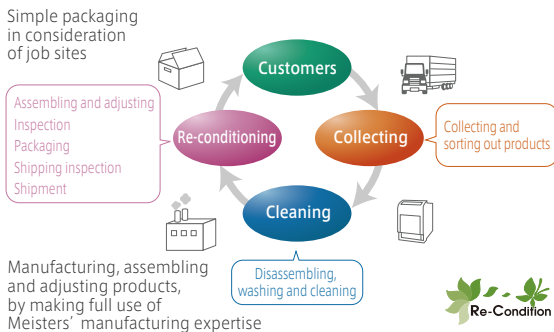 Simple packaging
in consideration
of job sites
Customers
Assembling and adjusting
Inspection
Packaging
Shipping inspection
Shipment
Re-conditioning
Collecting
Collecting and
sorting out products
Cleaning
Disassembling,
washing and cleaning
Manufacturing, assembling
and adjusting products,
by making full use of
Meisters' manufacturing expertise
Re-Condition